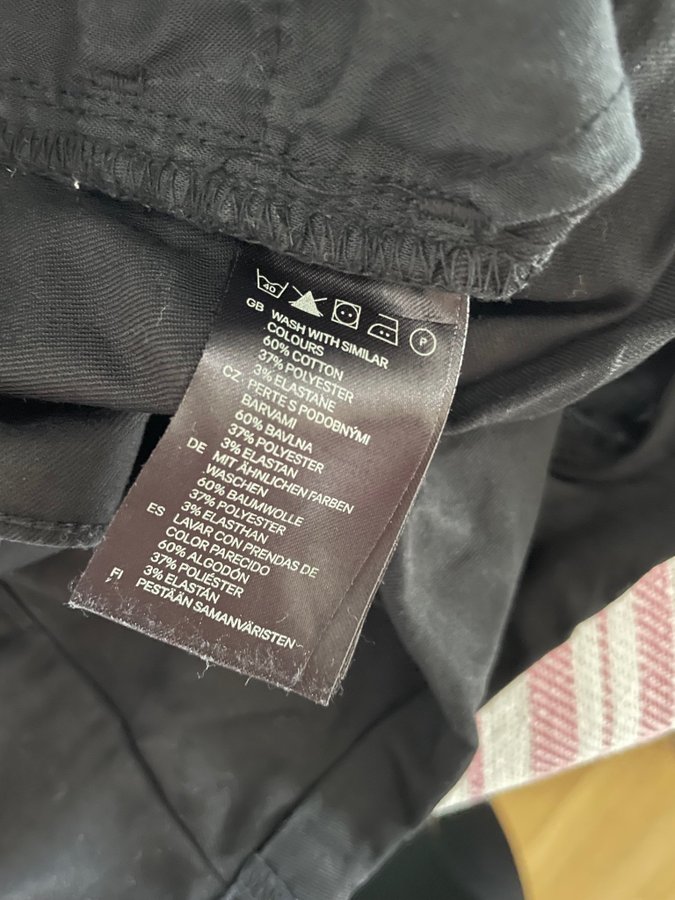 40
P
GB WASH WITH SIMILAR
COLOURS
60% COTTON
37% POLYESTER
3% ELASTANE
CZ PERTE S PODOBNÝMI
BARVAMI
60% BAVLNA
37% POLYESTER
3% ELASTAN
DE MIT ÄHNLICHEN FARBEN
WASCHEN
60% BAUMWOLLE
37% POLYESTER
3% ELASTHAN
ES LAVAR CON PRENDAS DE
COLOR PARECIDO
60% ALGODÓN
37% POLIÉSTER
3% ELASTÁN
FI PESTÄÄN SAMANVÄRISTEN